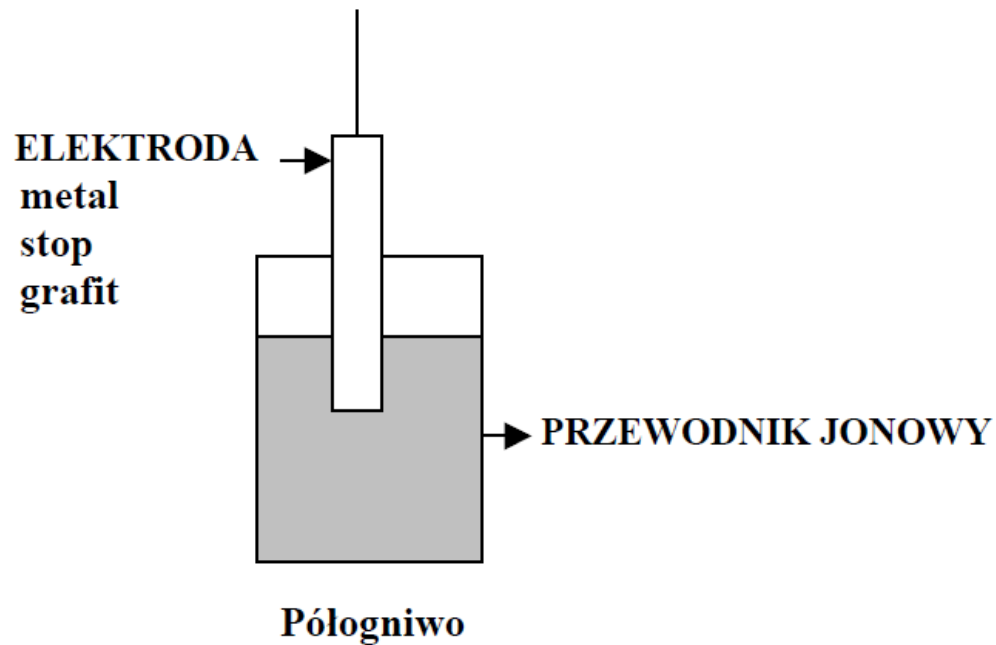 ELEKTRODA
metal
stop
grafit
PRZEWODNIK JONOWY
Półogniwo